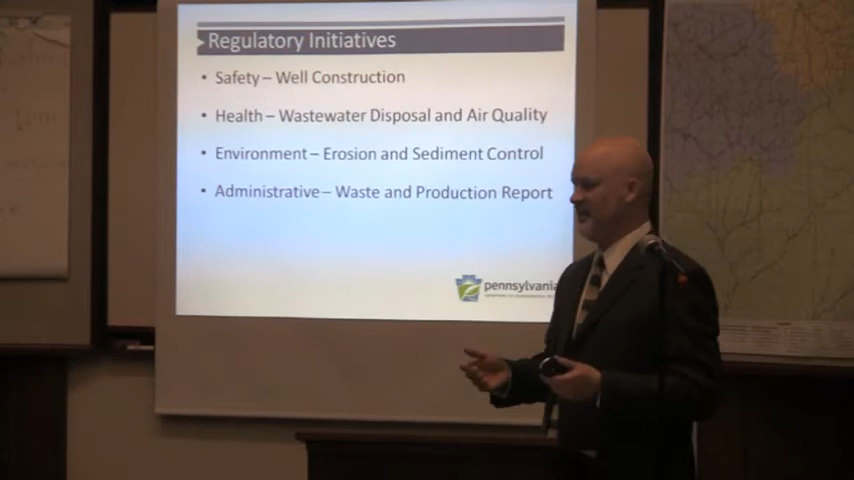 Regulatory Initiatives
• Safety – Well Construction
• Health – Wastewater Disposal and Air Quality
• Environment – Erosion and Sediment Control
• Administrative – Waste and Production Report
pennsylvania